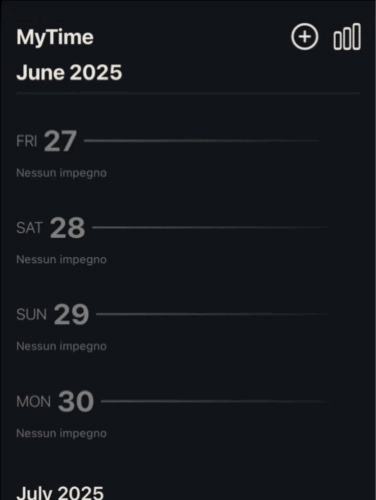 MyTime
June 2025
FRI 27
Nessun impegno
SAT 28
Nessun impegno
SUN 29
Nessun impegno
MON 30
Nessun impegno
July 2025